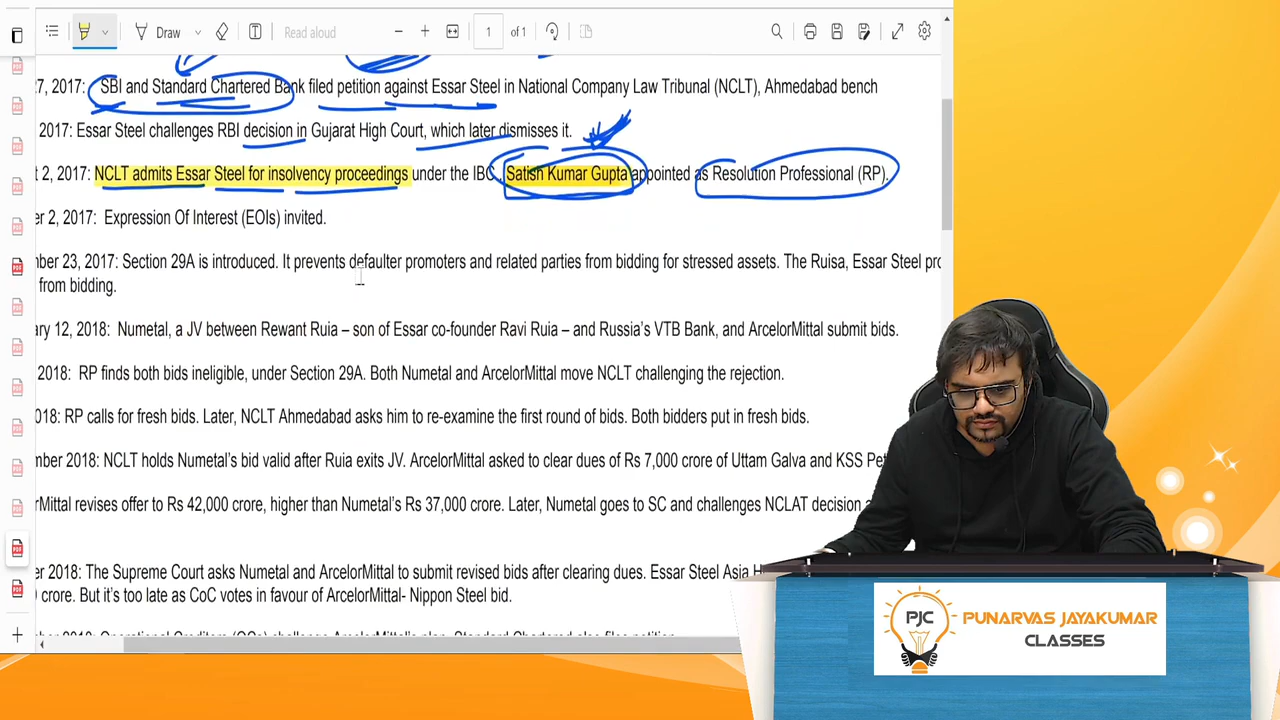 Draw
Read aloud
1
of 1
7, 2017: SBI and Standard Chartered Bank filed petition against Essar Steel in National Company Law Tribunal (NCLT), Ahmedabad bench
2017: Essar Steel challenges RBI decision in Gujarat High Court, which later dismisses it.
t 2, 2017: NCLT admits Essar Steel for insolvency proceedings under the IBC. Satish Kumar Gupta appointed as Resolution Professional (RP).
er 2, 2017: Expression Of Interest (EOIs) invited.
mber 23, 2017: Section 29A is introduced. It prevents defaulter promoters and related parties from bidding for stressed assets. The Ruisa, Essar Steel pro
from bidding.
ary 12, 2018: Numetal, a JV between Rewant Ruia – son of Essar co-founder Ravi Ruia – and Russia's VTB Bank, and ArcelorMittal submit bids.
2018: RP finds both bids ineligible, under Section 29A. Both Numetal and ArcelorMittal move NCLT challenging the rejection.
018: RP calls for fresh bids. Later, NCLT Ahmedabad asks him to re-examine the first round of bids. Both bidders put in fresh bids.
mber 2018: NCLT holds Numetal's bid valid after Ruia exits JV. ArcelorMittal asked to clear dues of Rs 7,000 crore of Uttam Galva and KSS Pet
rMittal revises offer to Rs 42,000 crore, higher than Numetal's Rs 37,000 crore. Later, Numetal goes to SC and challenges NCLAT decision
er 2018: The Supreme Court asks Numetal and ArcelorMittal to submit revised bids after clearing dues. Essar Steel Asia H
0 crore. But it's too late as CoC votes in favour of ArcelorMittal- Nippon Steel bid.
PJC
PUNARVAS JAYAKUMAR
CLASSES